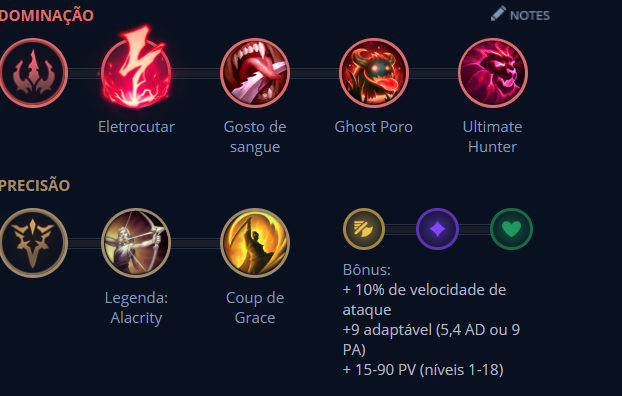 DOMINAÇÃO
NOTES
Eletrocutar
Gosto de
sangue
Ghost Poro
Ultimate
Hunter
PRECISÃO
Legenda:
Alacrity
Coup de
Grace
Bônus:
+ 10% de velocidade de
ataque
+9 adaptável (5,4 AD ou 9
PA)
+ 15-90 PV (níveis 1-18)